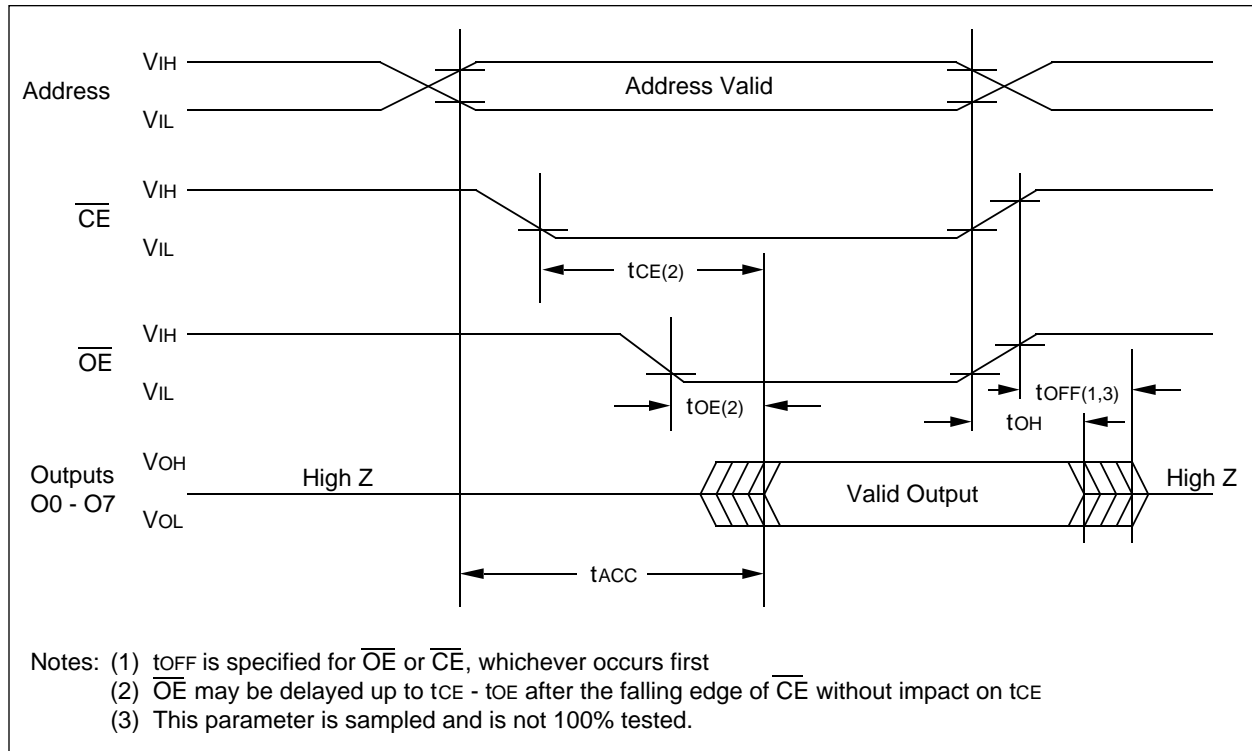 VIH
Address
Address Valid
VIL
VIH
CE
VIL
tCE(2)
VIH
OE
VIL
tOE(2)
tOFF(1,3)
tOH
VOH
Outputs
O0 - O7
High Z
Valid Output
High Z
VOL
tACC
Notes: (1) tOFF is specified for OE or CE, whichever occurs first
(2) OE may be delayed up to tCE - tOE after the falling edge of CE without impact on tCE
(3) This parameter is sampled and is not 100% tested.